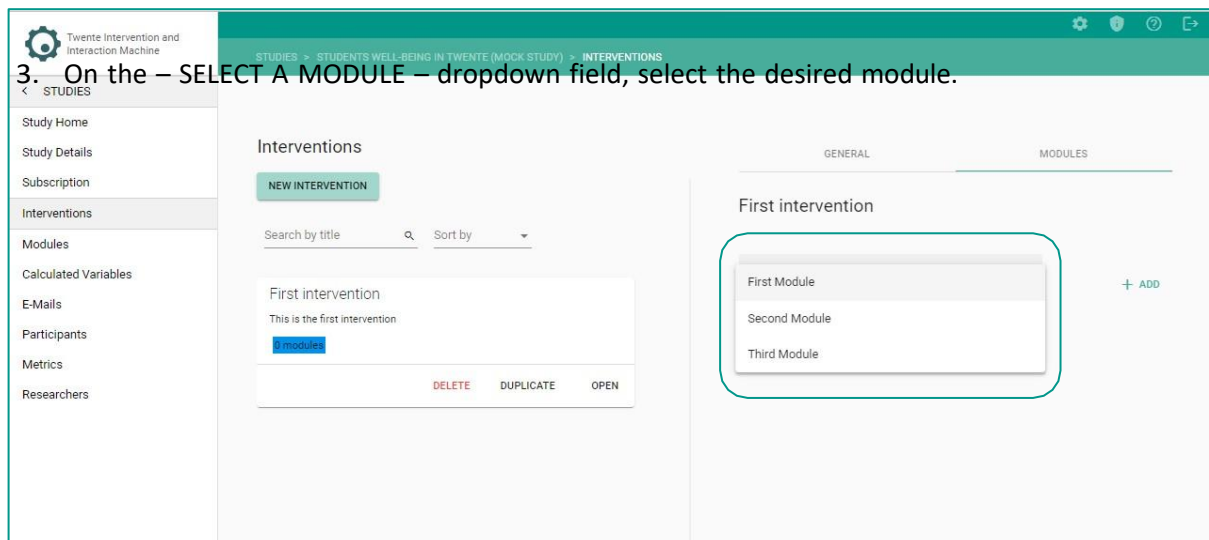 Twente Intervention and
Interaction Machine
STUDIES > STUDENTS WELL-BEING IN TWENTE (MOCK STUDY) > INTERVENTIONS
3. On the – SELECT A MODULE – dropdown field, select the desired module.
< STUDIES
Study Home
Study Details
Subscription
Interventions
Modules
Calculated Variables
E-Mails
Participants
Metrics
Researchers
Interventions
NEW INTERVENTION
Search by title
Sort by
First intervention
This is the first intervention
0 modules
DELETE DUPLICATE OPEN
GENERAL MODULES
First intervention
First Module
+ ADD
Second Module
Third Module